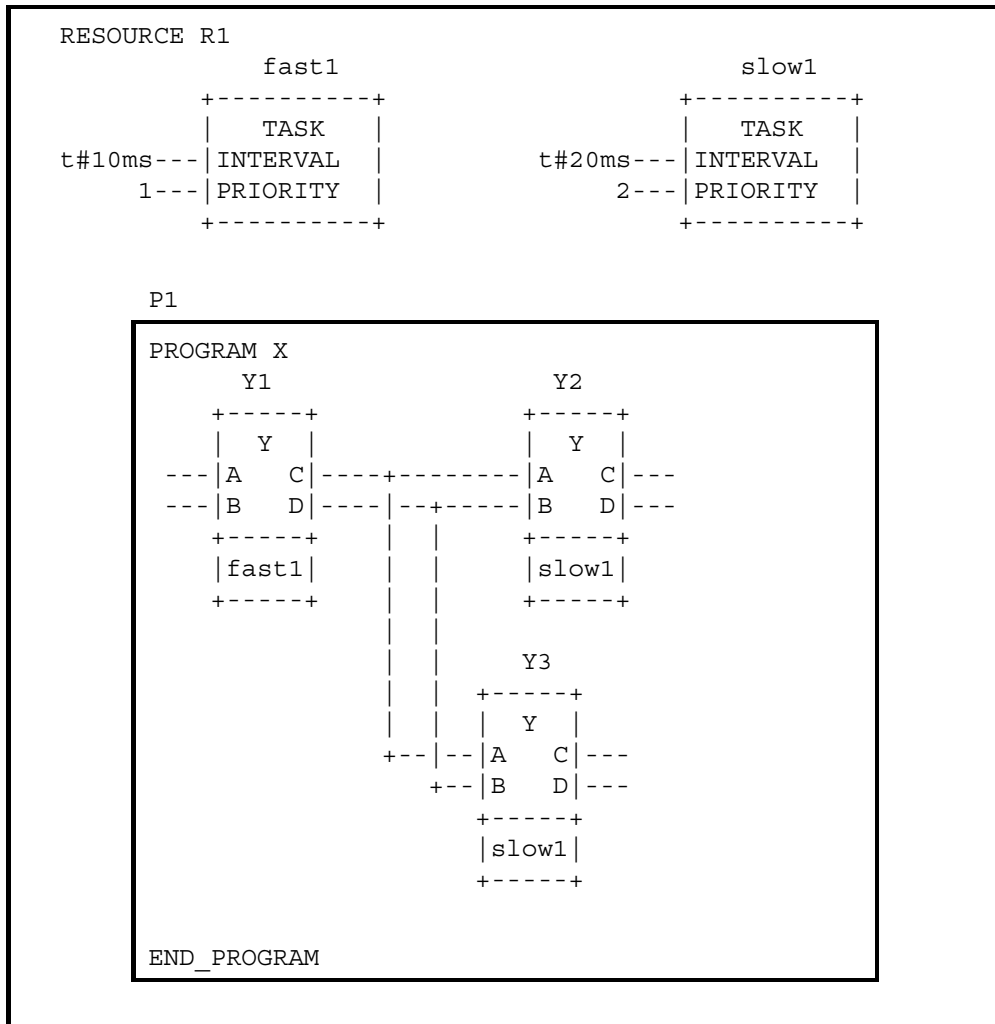 RESOURCE R1
fast1 slow1
+----------+ +----------+
| TASK | | TASK |
t#10ms---|INTERVAL | t#20ms---|INTERVAL |
1---|PRIORITY | 2---|PRIORITY |
+----------+ +----------+
P1
PROGRAM X
Y1 Y2
+-----+ +-----+
| Y | | Y |
---|A C|----+--------|A C|---
---|B D|----|--+-----|B D|---
+-----+ | | +-----+
|fast1| | | |slow1|
+-----+ | | +-----+
| |
| | Y3
| | +-----+
| | | Y |
+--|--|A C|---
+--|B D|---
+-----+
|slow1|
+-----+
END_PROGRAM